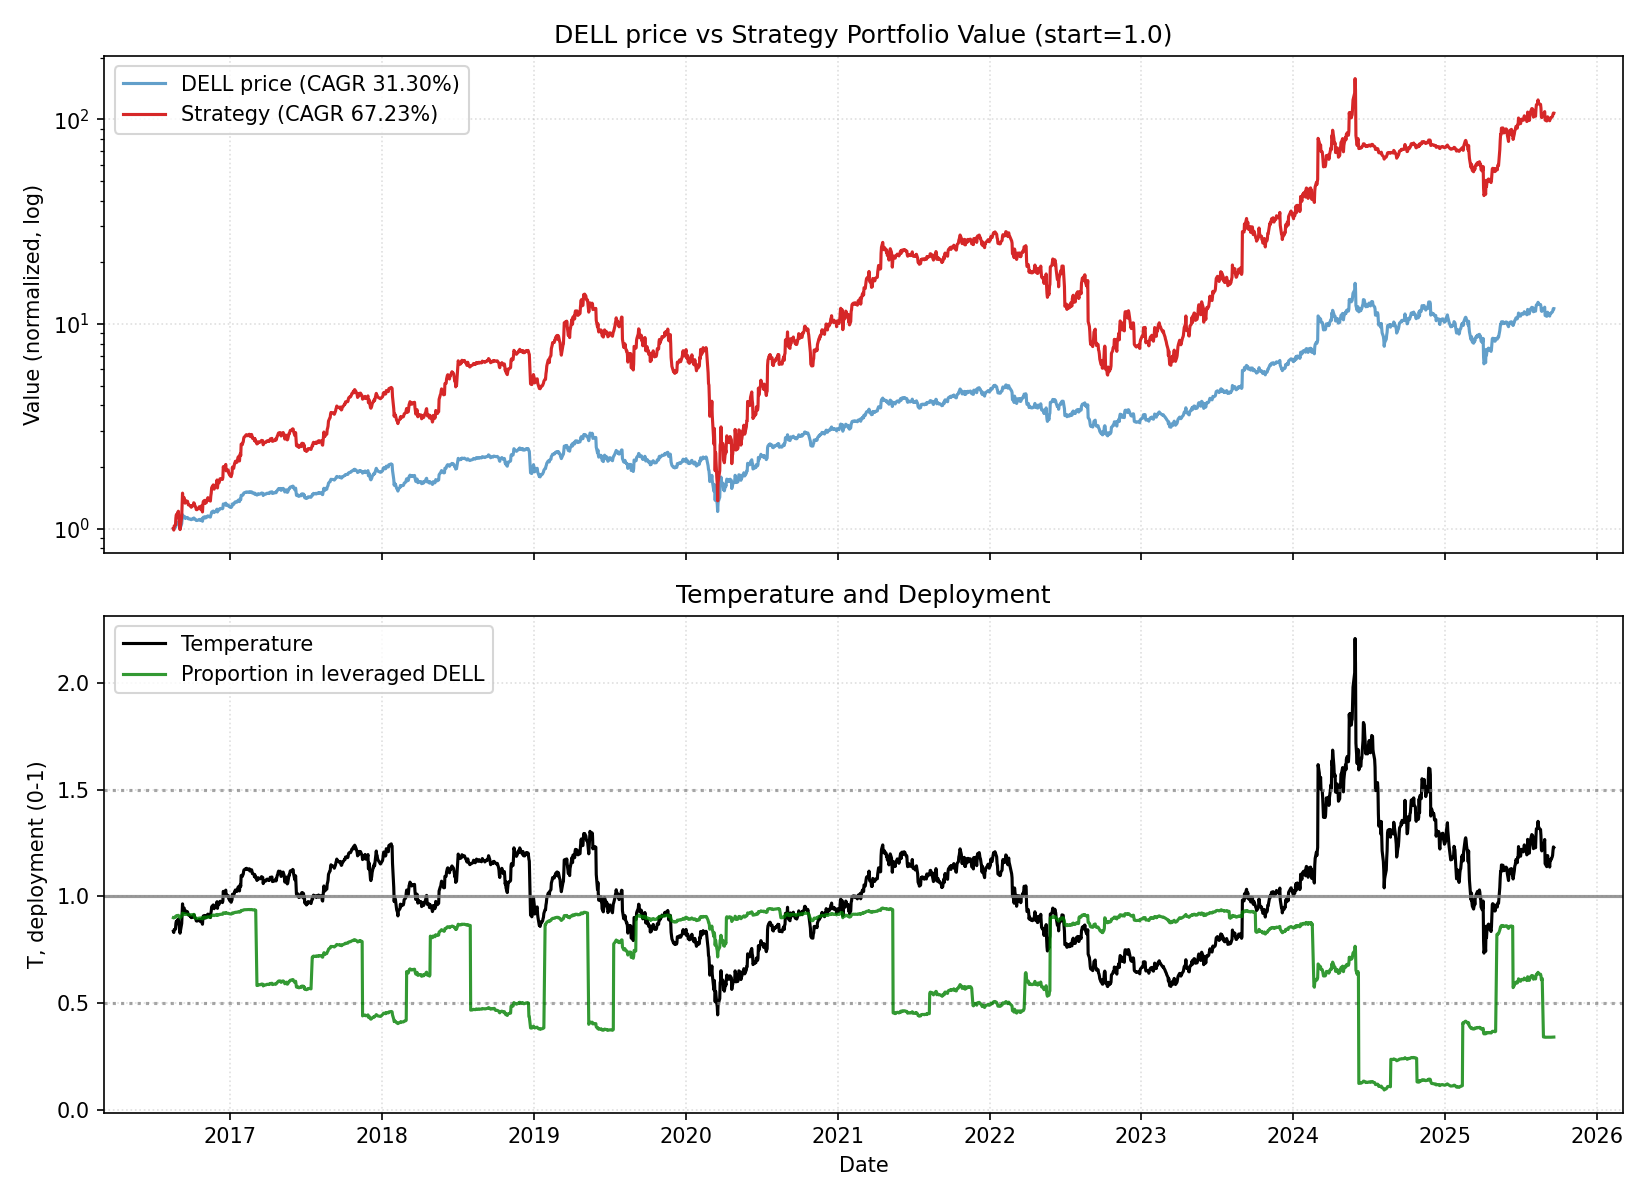 DELL price vs Strategy Portfolio Value (start=1.0)
DELL price (CAGR 31.30%)
Strategy (CAGR 67.23%)
Value (normalized, log)
10²
10¹
10⁰
Temperature and Deployment
Temperature
Proportion in leveraged DELL
T, deployment (0-1)
2.0
1.5
1.0
0.5
0.0
2017 2018 2019 2020 2021 2022 2023 2024 2025 2026
Date